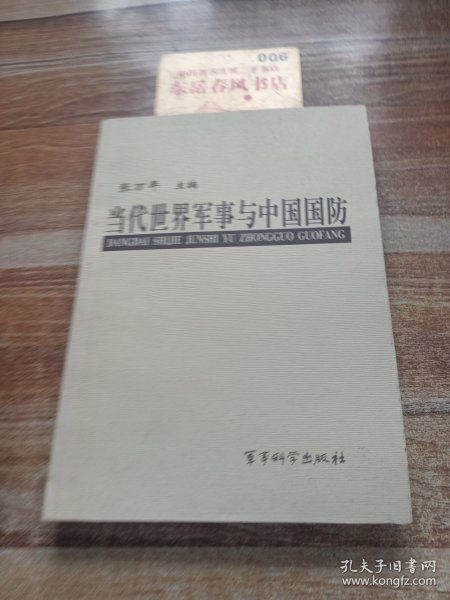 006
东岳春风书店
张万年 主编
当代世界军事与中国国防
DANGDAI SHIJIE JUNSHI YU ZHONGGUO GUOFANG
军事科学出版社
孔夫子旧书网
www.kongfz.com